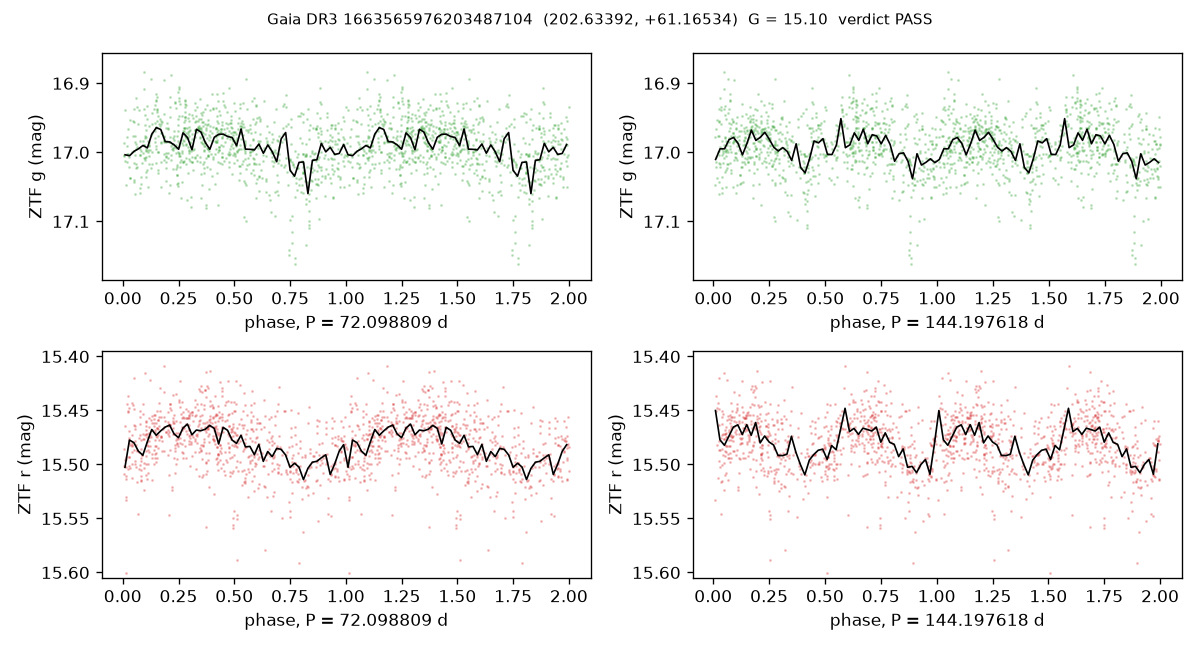 Gaia DR3 1663565976203487104 (202.63392, +61.16534) G = 15.10 verdict PASS
ZTF g (mag)
16.9
17.0
17.1
0.00 0.25 0.50 0.75 1.00 1.25 1.50 1.75 2.00
phase, P = 72.098809 d
ZTF g (mag)
16.9
17.0
17.1
0.00 0.25 0.50 0.75 1.00 1.25 1.50 1.75 2.00
phase, P = 144.197618 d
ZTF r (mag)
15.40
15.45
15.50
15.55
15.60
0.00 0.25 0.50 0.75 1.00 1.25 1.50 1.75 2.00
phase, P = 72.098809 d
ZTF r (mag)
15.40
15.45
15.50
15.55
15.60
0.00 0.25 0.50 0.75 1.00 1.25 1.50 1.75 2.00
phase, P = 144.197618 d